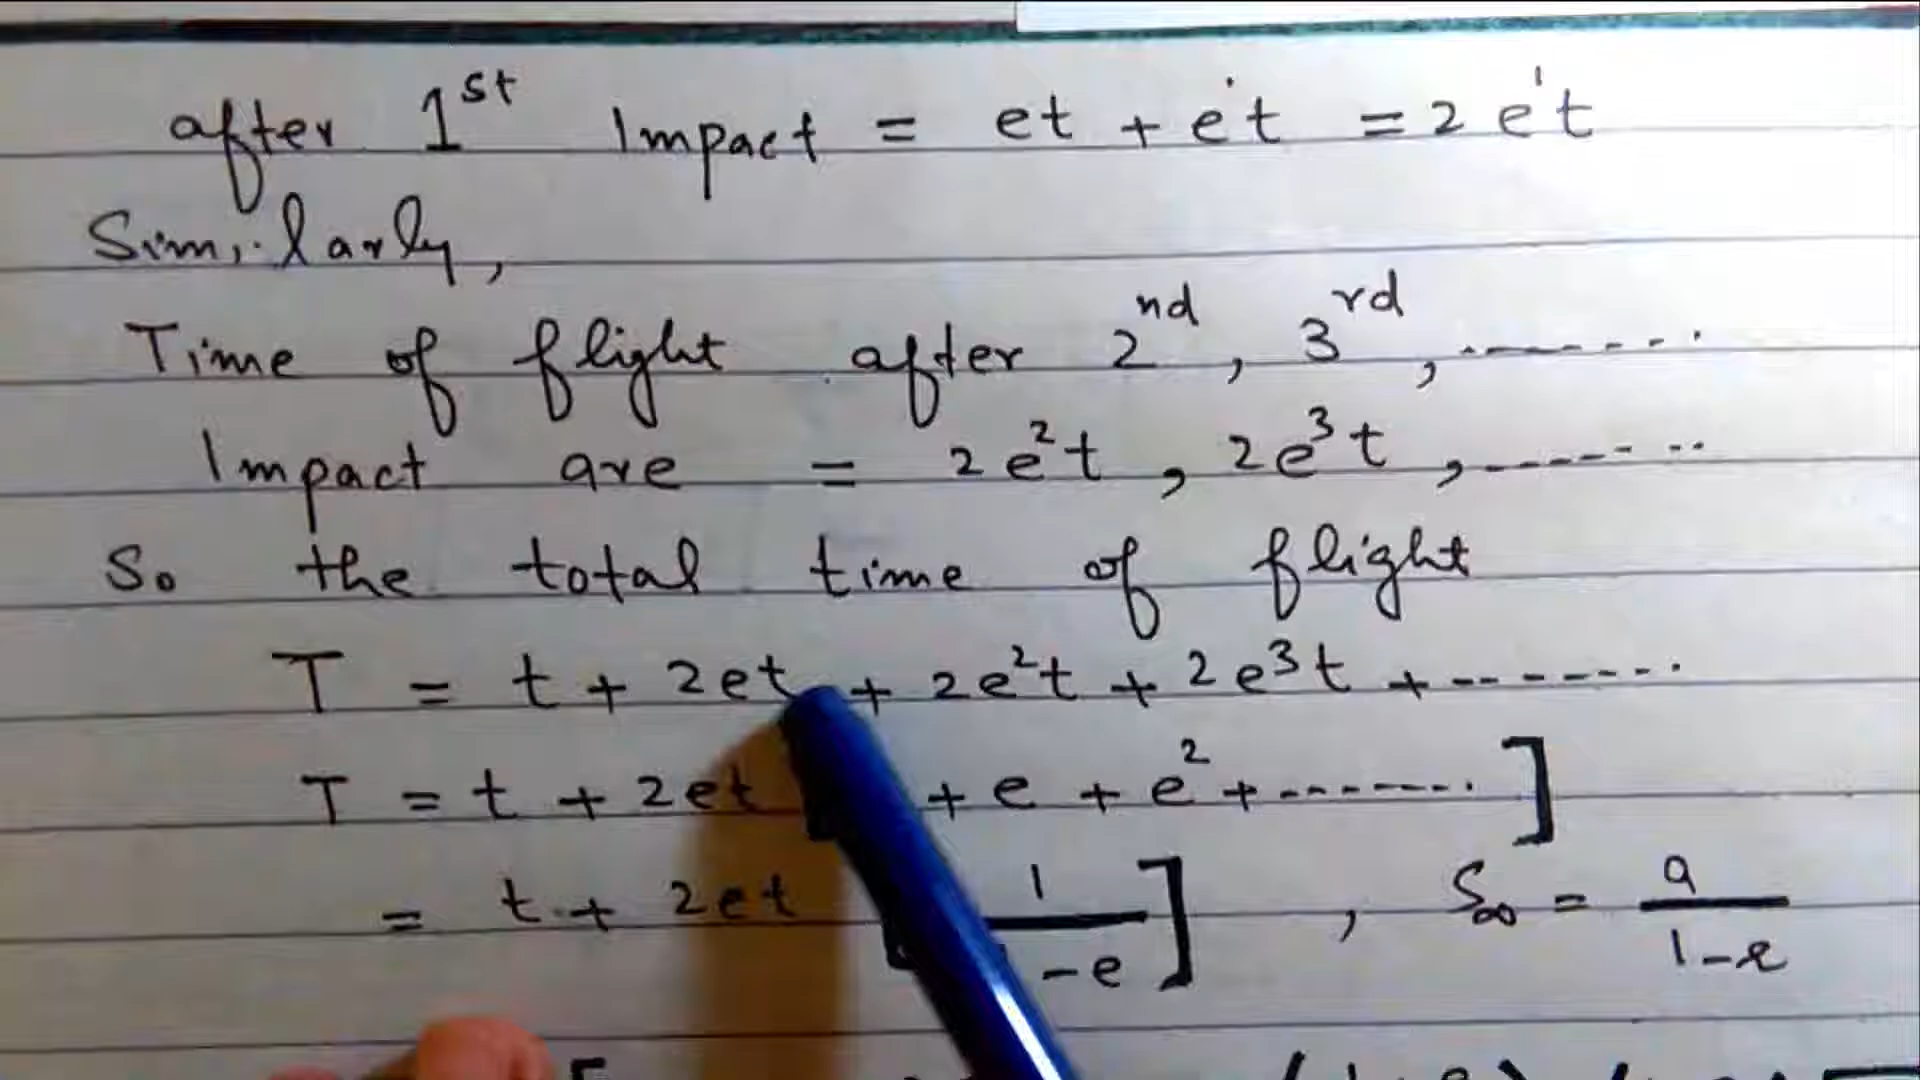 after 1st Impact = et + e't = 2 e't
Similarly,
Time of flight after 2nd, 3rd, -------
Impact are = 2e²t, 2e³t, -------
So the total time of flight
T = t + 2et + 2e²t + 2e³t + --------
T = t + 2et + e + e² + ------- ]
= t + 2et [ 1/ -e ] , S∞ = a/1-r